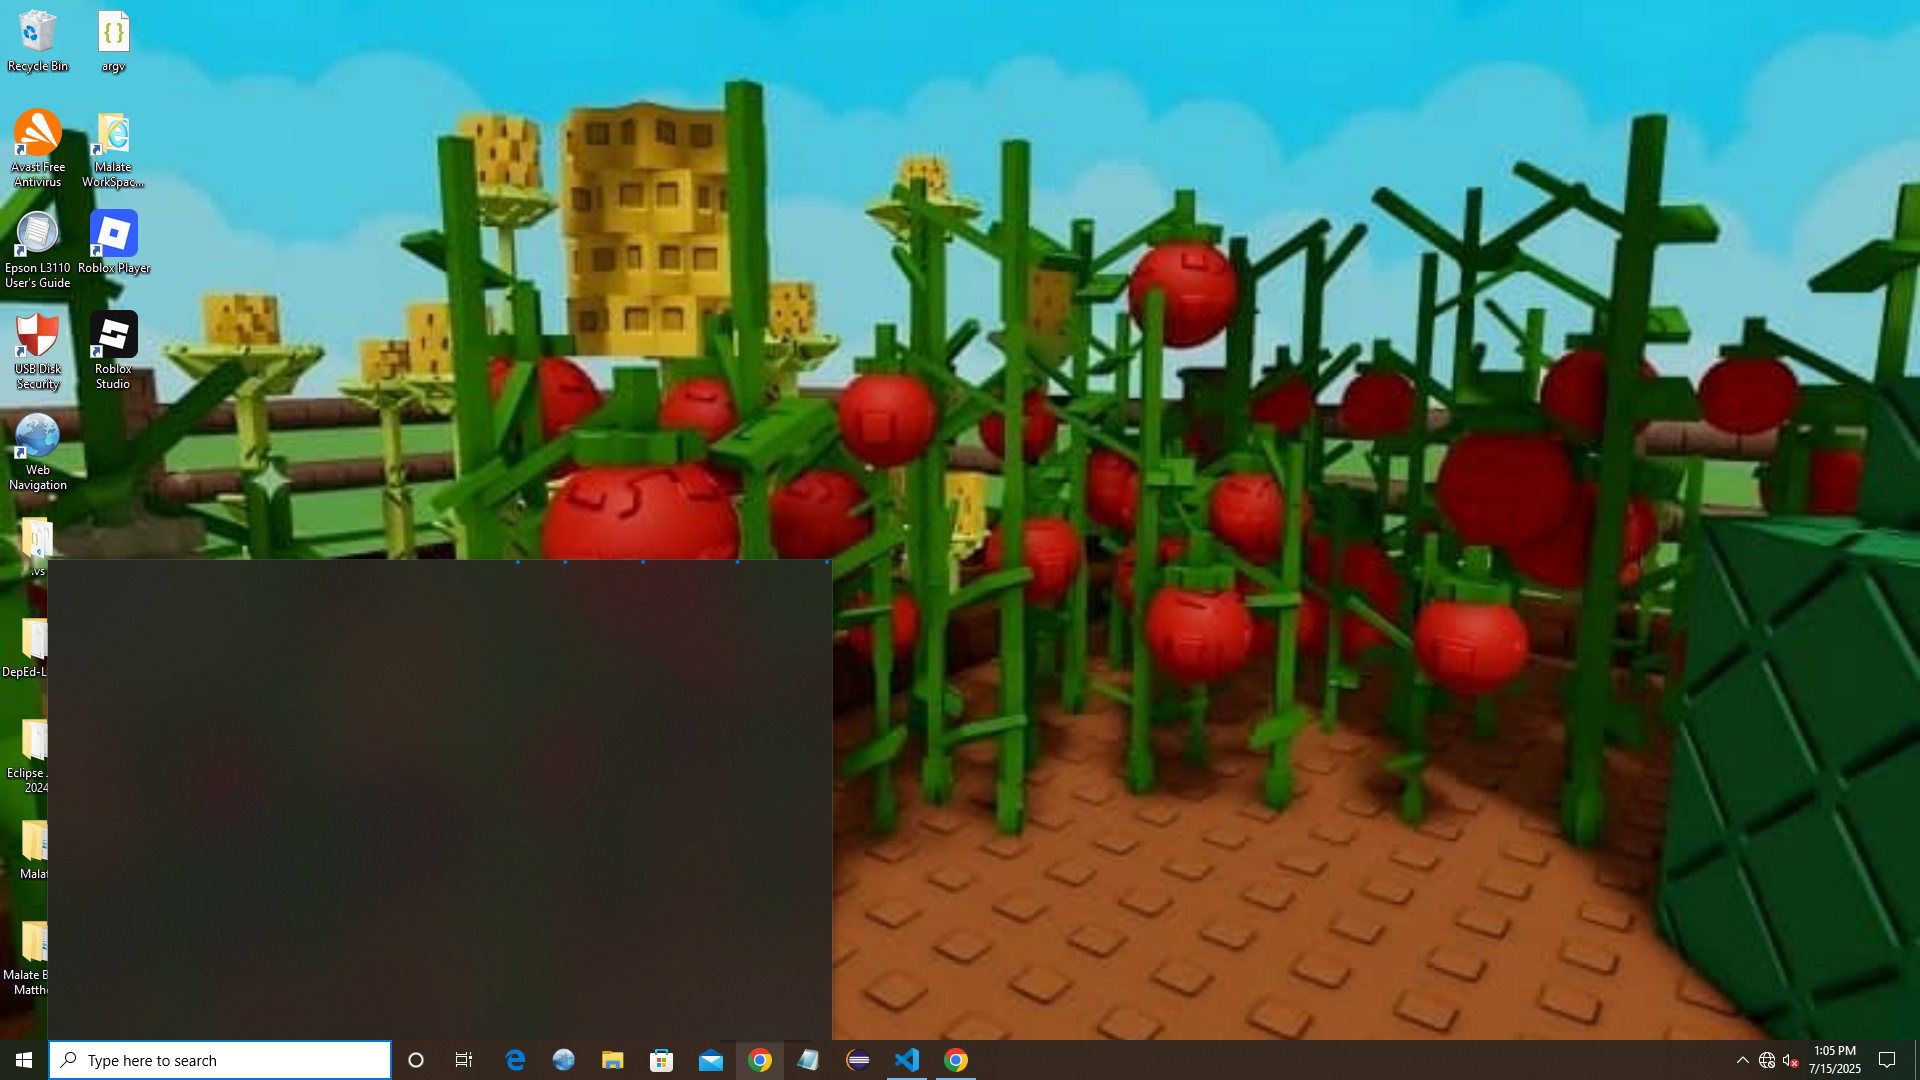 Recycle Bin
argv
Avast Free
Antivirus
Malate
WorkSpac...
Epson L3110
User's Guide
Roblox Player
USB Disk
Security
Roblox
Studio
Web
Navigation
.vs
DepEd-L
Eclipse
2024
Malat
Malate B
Matth
Type here to search
1:05 PM
7/15/2025